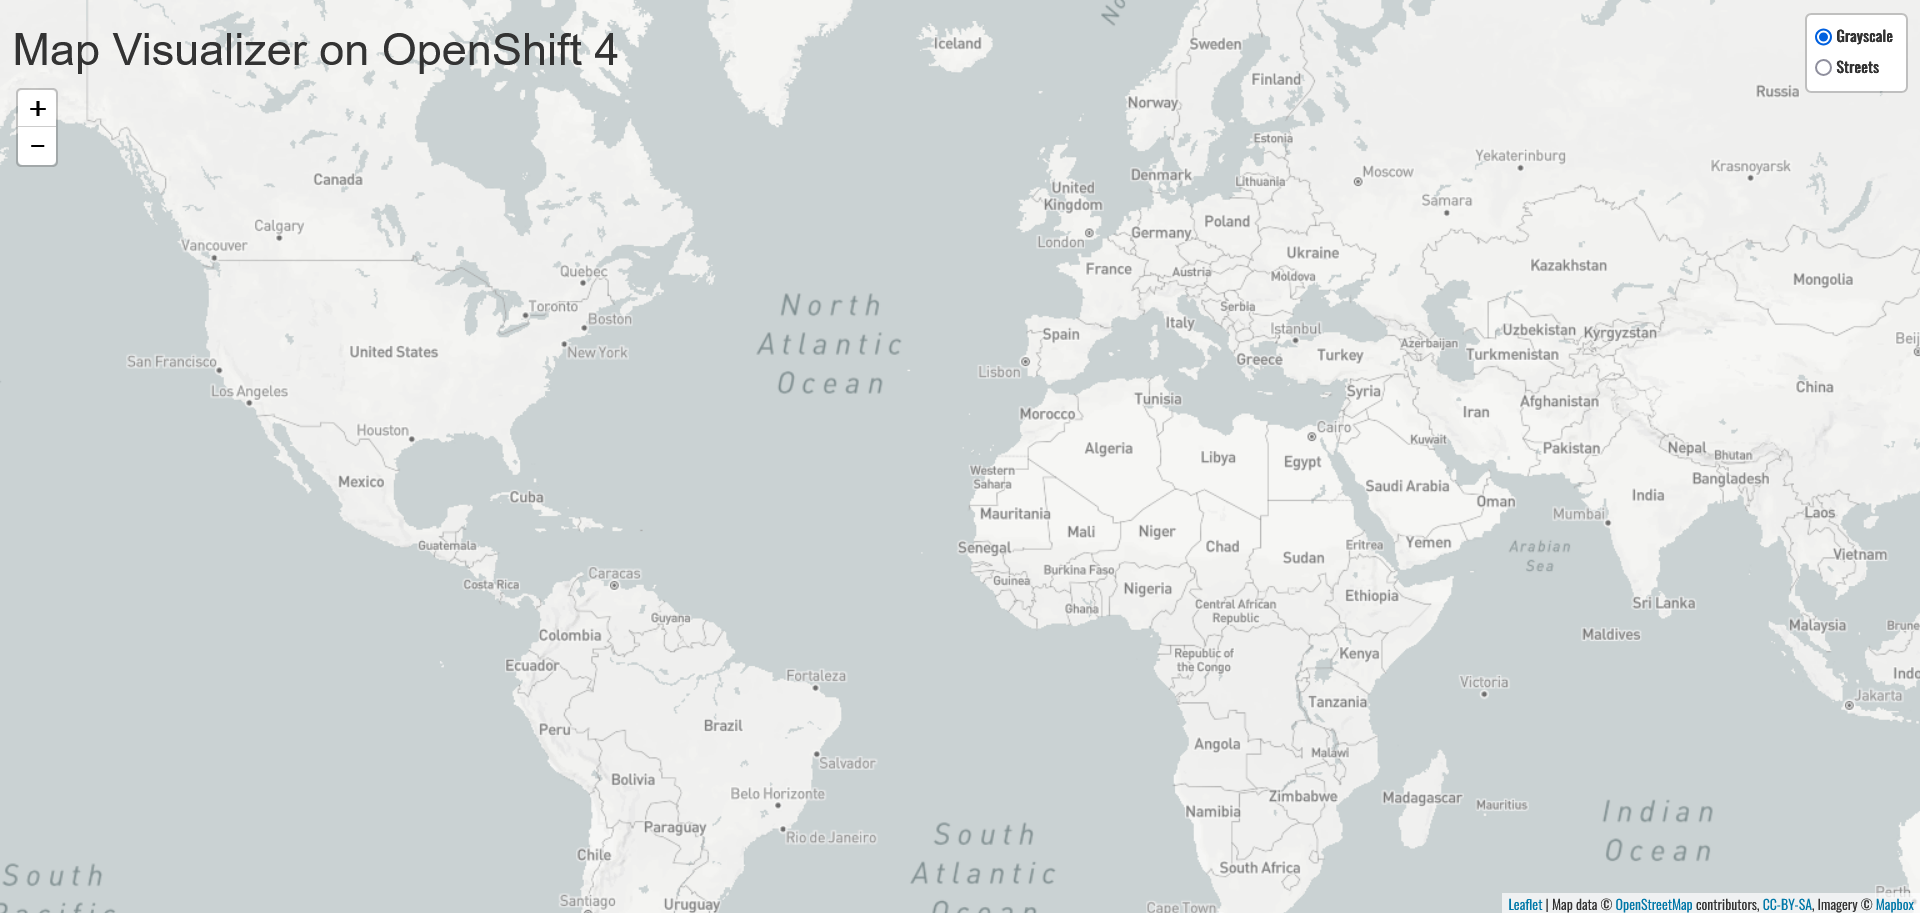 Map Visualizer on OpenShift 4
+
−
Grayscale
Streets
No
Iceland
Sweden
Finland
Norway
Russia
Estonia
Denmark
Lithuania
Moscow
Yekaterinburg
Krasnoyarsk
Samara
United
Kingdom
London
Poland
Germany
Ukraine
France
Austria
Moldova
Kazakhstan
Mongolia
Canada
Calgary
Vancouver
Quebec
Toronto
Boston
New York
United States
San Francisco
Los Angeles
Houston
North
Atlantic
Ocean
Serbia
Italy
Spain
Istanbul
Lisbon
Greece
Turkey
Azerbaijan
Uzbekistan
Kyrgyzstan
Turkmenistan
Beij
China
Syria
Iran
Afghanistan
Tunisia
Morocco
Cairo
Algeria
Libya
Egypt
Kuwait
Pakistan
Nepal
Bhutan
Bangladesh
India
Western
Sahara
Saudi Arabia
Oman
Mumbai
Laos
Vietnam
Mexico
Cuba
Guatemala
Costa Rica
Caracas
Mauritania
Mali
Niger
Chad
Sudan
Eritrea
Yemen
Arabian
Sea
Senegal
Burkina Faso
Guinea
Ghana
Nigeria
Central African
Republic
Ethiopia
Sri Lanka
Maldives
Malaysia
Brune
Indo
Jakarta
Guyana
Colombia
Ecuador
Fortaleza
Brazil
Peru
Salvador
Bolivia
Belo Horizonte
Rio de Janeiro
Paraguay
Chile
Santiago
Uruguay
Republic of
the Congo
Kenya
Tanzania
Victoria
Angola
Malawi
Zimbabwe
Namibia
Madagascar
Mauritius
South Africa
Cape Town
South
Pacific
South
Atlantic
Ocean
Indian
Ocean
Perth
Leaflet | Map data © OpenStreetMap contributors, CC-BY-SA, Imagery © Mapbox